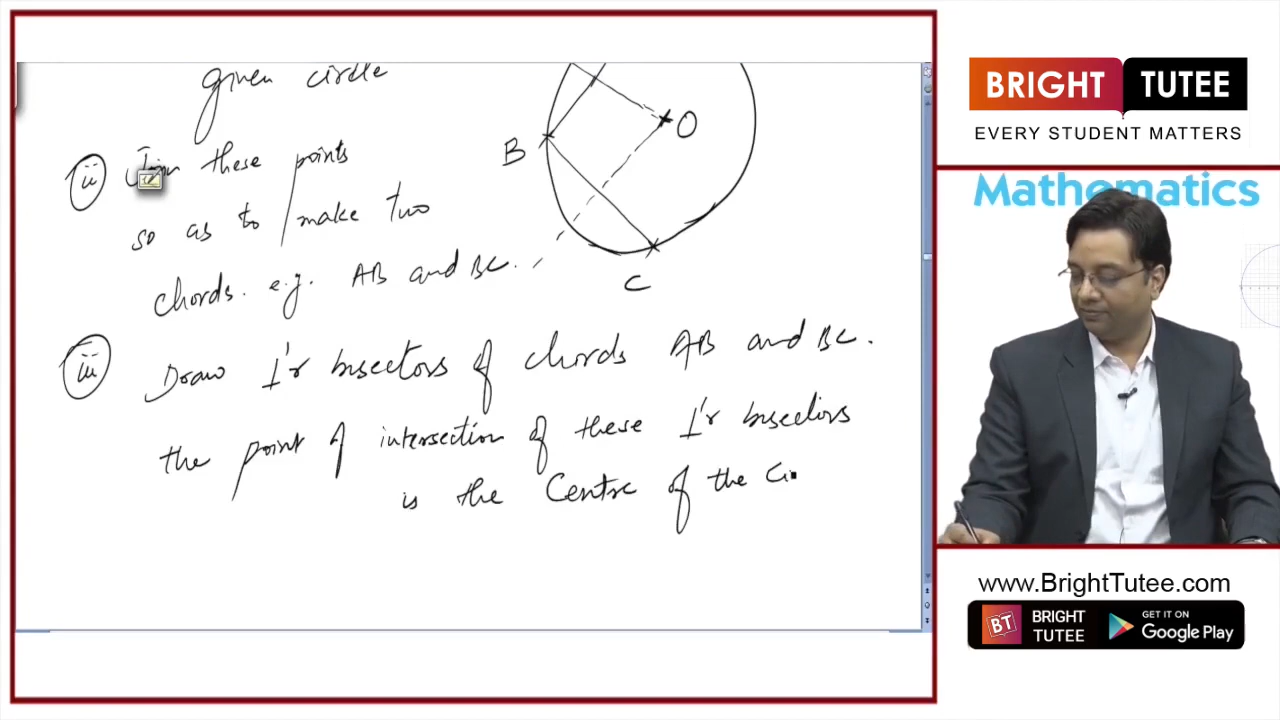 given circle
(ii) Join these points
so as to make two
chords. e.g. AB and BC.
B
O
C
(iii) Draw ⊥'r bisectors of chords AB and BC.
the point of intersection of these ⊥'r bisectors
is the Centre of the Ci
BRIGHT TUTEE
EVERY STUDENT MATTERS
Mathematics
www.BrightTutee.com
BT BRIGHT TUTEE
GET IT ON
Google Play